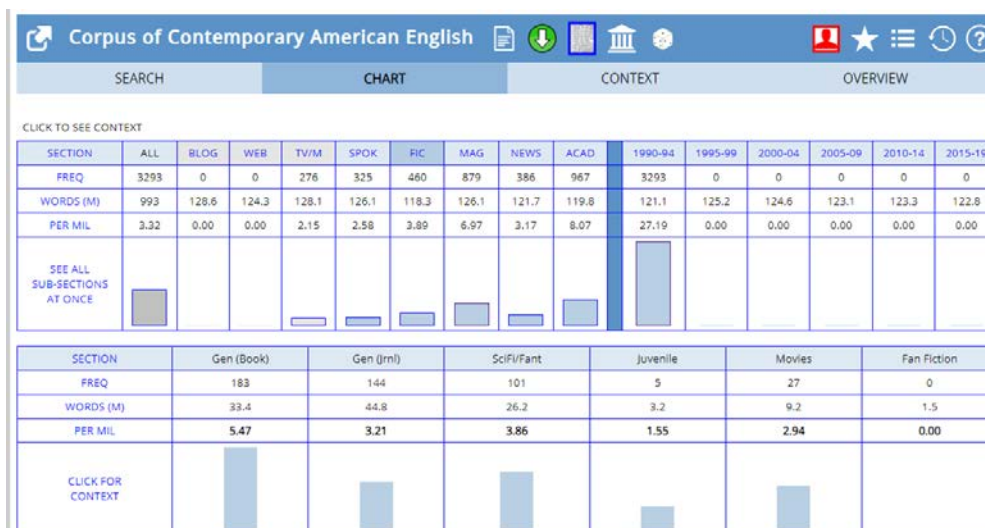 Corpus of Contemporary American English
SEARCH CHART CONTEXT OVERVIEW
CLICK TO SEE CONTEXT
SECTION ALL BLOG WEB TV/M SPOK FIC MAG NEWS ACAD 1990-94 1995-99 2000-04 2005-09 2010-14 2015-19
FREQ 3293 0 0 276 325 460 879 386 967 3293 0 0 0 0 0
WORDS (M) 993 128.6 124.3 128.1 126.1 118.3 126.1 121.7 119.8 121.1 125.2 124.6 123.1 123.3 122.8
PER MIL 3.32 0.00 0.00 2.15 2.58 3.89 6.97 3.17 8.07 27.19 0.00 0.00 0.00 0.00 0.00
SEE ALL
SUB-SECTIONS
AT ONCE
SECTION Gen (Book) Gen (Jrnl) SciFi/Fant Juvenile Movies Fan Fiction
FREQ 183 144 101 5 27 0
WORDS (M) 33.4 44.8 26.2 3.2 9.2 1.5
PER MIL 5.47 3.21 3.86 1.55 2.94 0.00
CLICK FOR
CONTEXT